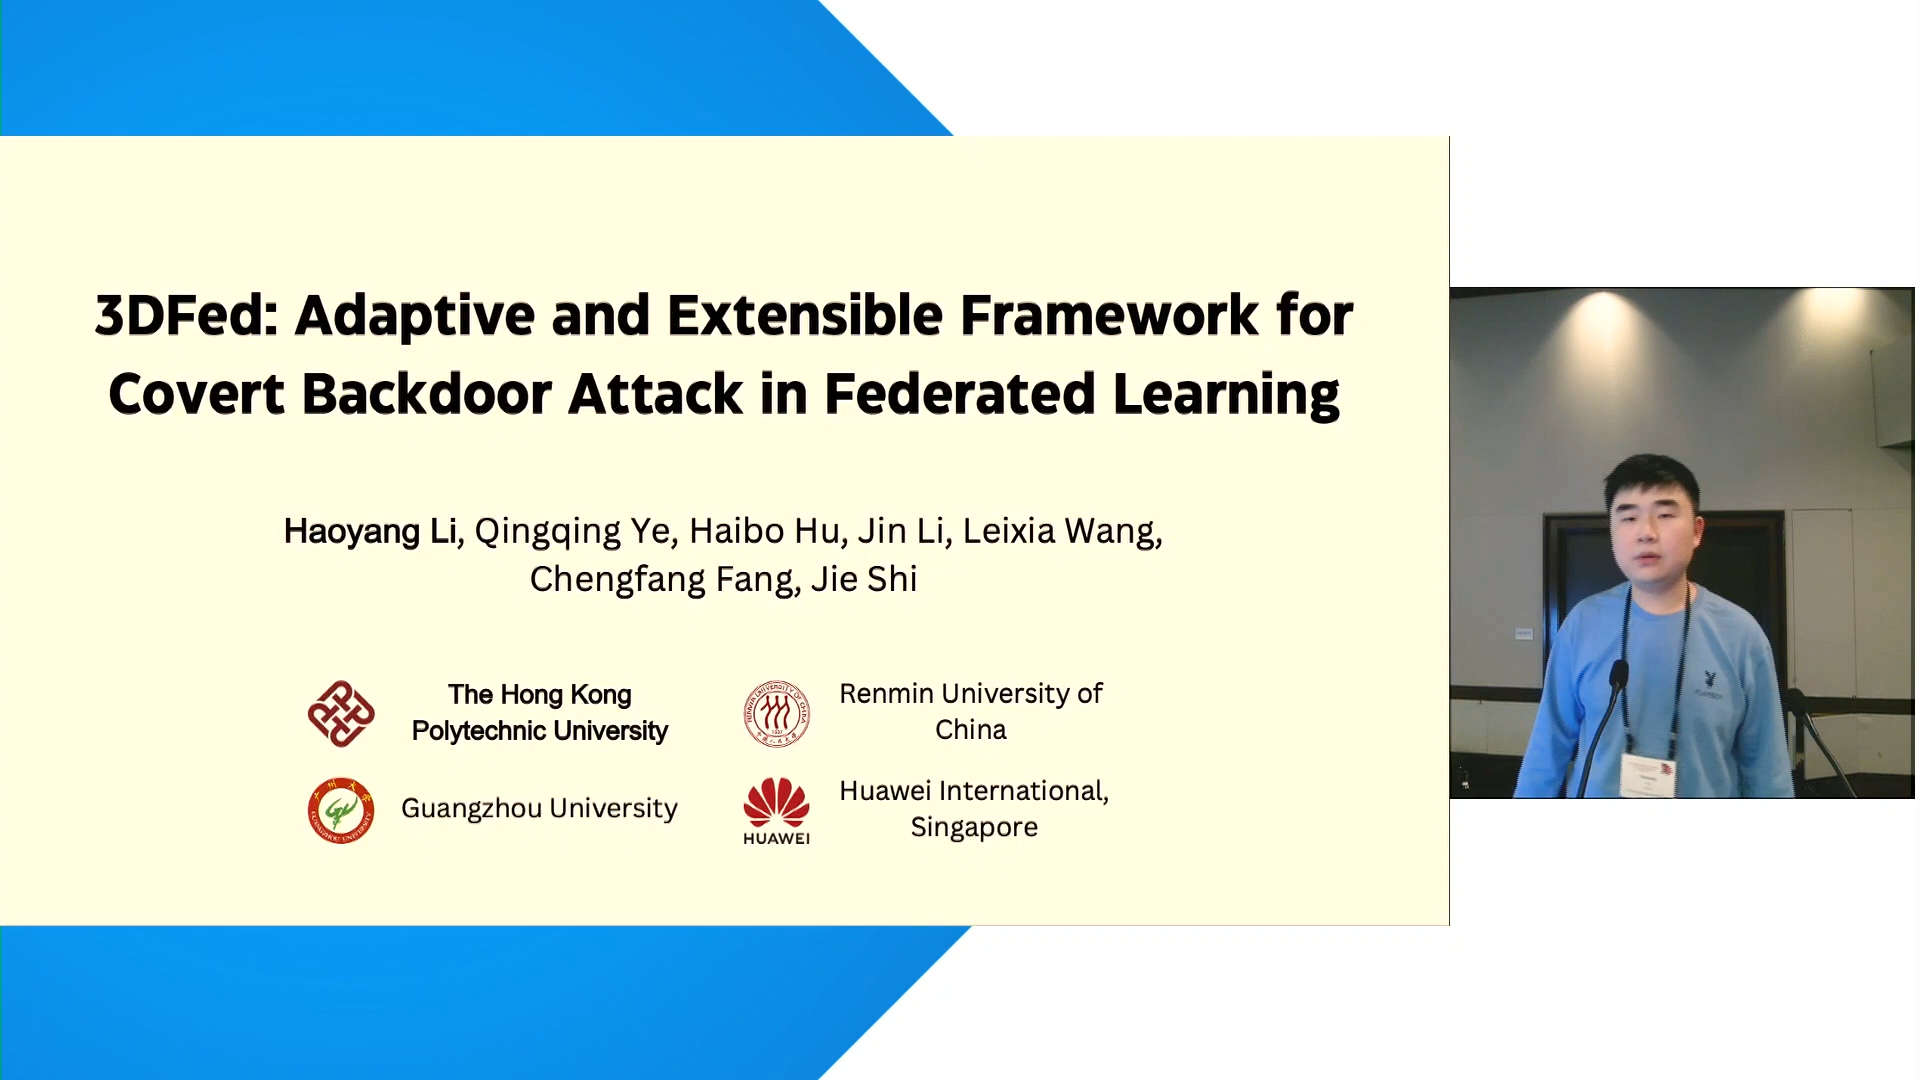 3DFed: Adaptive and Extensible Framework for
Covert Backdoor Attack in Federated Learning
Haoyang Li, Qingqing Ye, Haibo Hu, Jin Li, Leixia Wang,
Chengfang Fang, Jie Shi
The Hong Kong
Polytechnic University
Renmin University of
China
Guangzhou University
HUAWEI
Huawei International,
Singapore